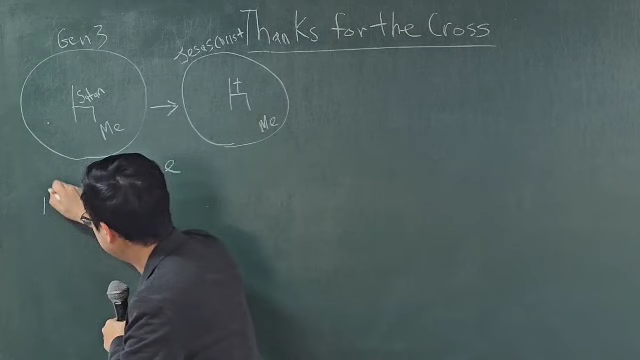 Thanks for the Cross
Gen 3
Jesus Christ
Satan
Me
Me